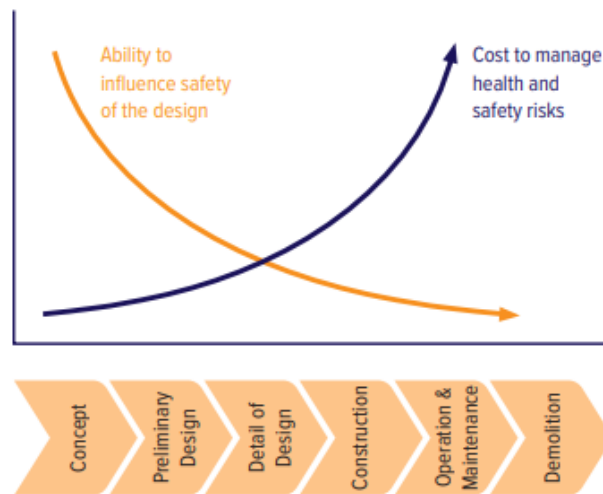 Ability to
influence safety
of the design
Cost to manage
health and
safety risks
Concept
Preliminary
Design
Detail of
Design
Construction
Operation &
Maintenance
Demolition